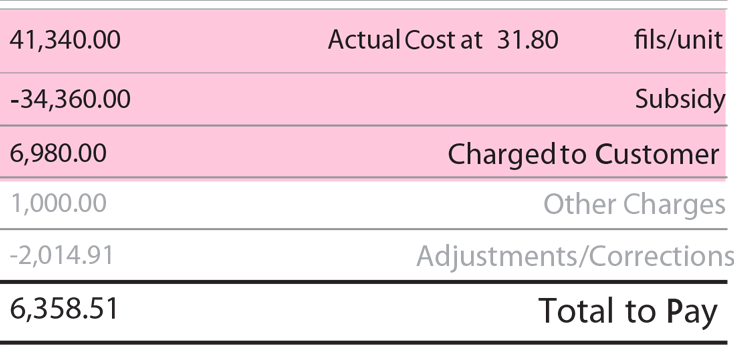 41,340.00 Actual Cost at 31.80 fils/unit
-34,360.00 Subsidy
6,980.00 Charged to Customer
1,000.00 Other Charges
-2,014.91 Adjustments/Corrections
6,358.51 Total to Pay